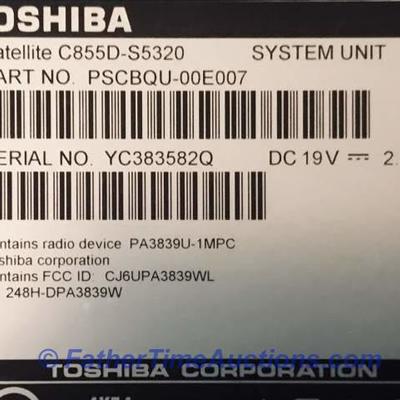 TOSHIBA
atellite C855D-S5320 SYSTEM UNIT
ART NO. PSCBQU-00E007
ERIAL NO. YC383582Q DC 19V ⎓ 2.
ntains radio device PA3839U-1MPC
oshiba corporation
ntains FCC ID: CJ6UPA3839WL
248H-DPA3839W
© FatherTimeAuctions.com
TOSHIBA CORPORATION